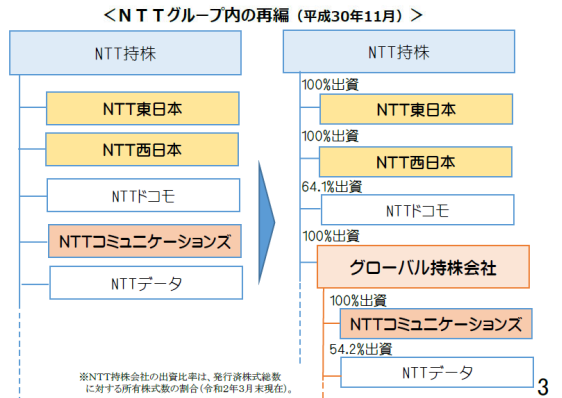 ＜ＮＴＴグループ内の再編（平成30年11月）＞
NTT持株
NTT東日本
NTT西日本
NTTドコモ
NTTコミュニケーションズ
NTTデータ
NTT持株
100%出資
NTT東日本
100%出資
NTT西日本
64.1%出資
NTTドコモ
100%出資
グローバル持株会社
100%出資
NTTコミュニケーションズ
54.2%出資
NTTデータ
※NTT持株会社の出資比率は、発行済株式総数
に対する所有株式数の割合（令和2年3月末現在）。
3